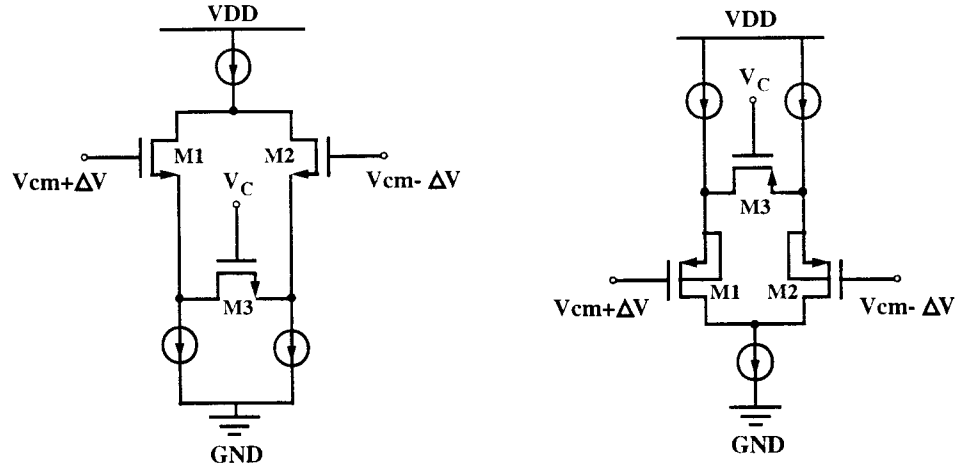 VDD
M1
M2
Vcm+ΔV
V_C
Vcm- ΔV
M3
GND
VDD
V_C
M3
M1
M2
Vcm+ΔV
Vcm- ΔV
GND